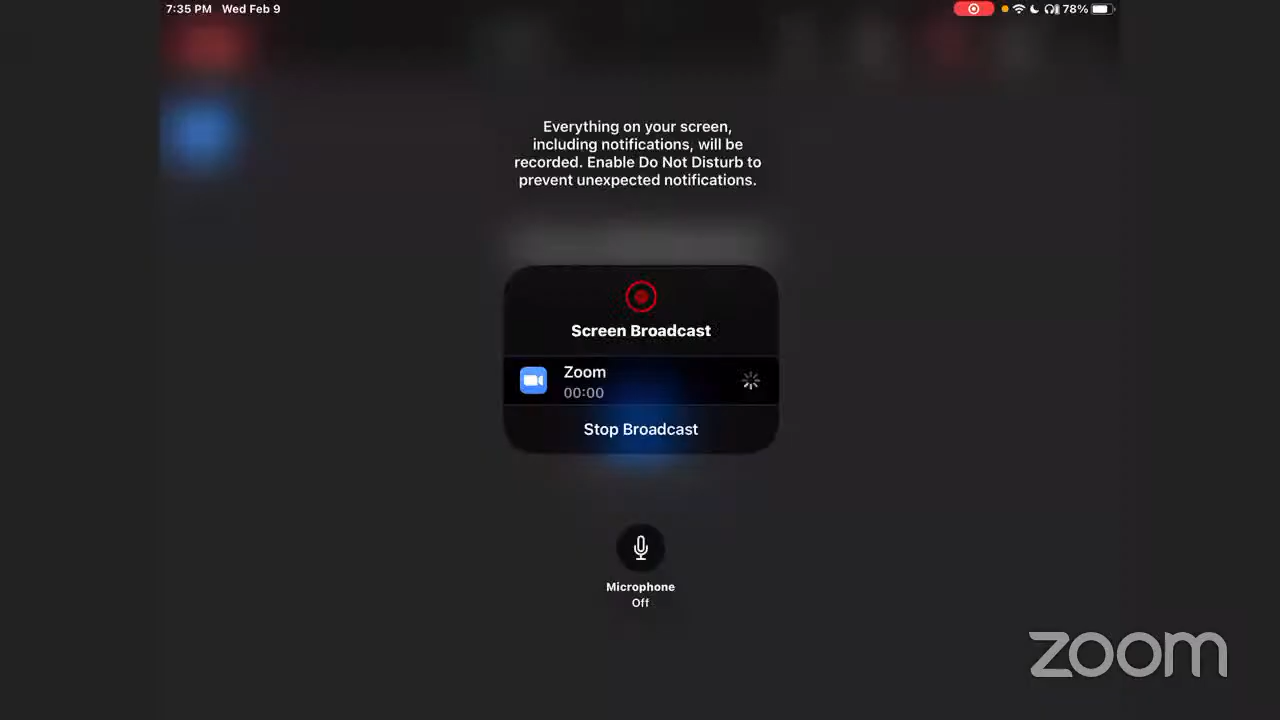 7:35 PM Wed Feb 9
78%
Everything on your screen,
including notifications, will be
recorded. Enable Do Not Disturb to
prevent unexpected notifications.
Screen Broadcast
Zoom
00:00
Stop Broadcast
Microphone
Off
zoom